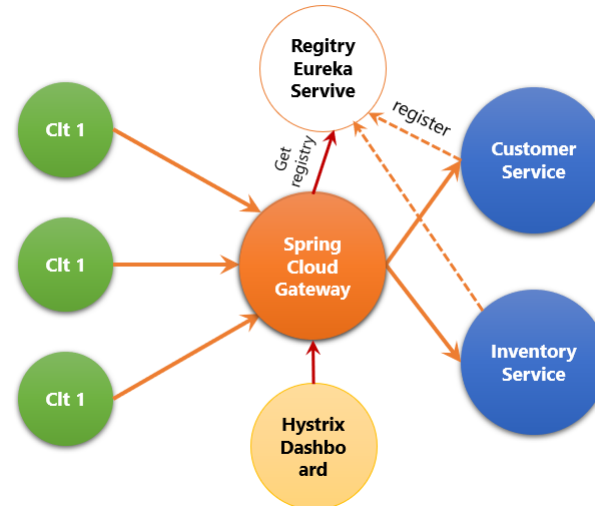 Regitry
Eureka
Servive
Clt 1
register
Customer
Service
Get
registry
Clt 1
Spring
Cloud
Gateway
Inventory
Service
Clt 1
Hystrix
Dashbo
ard